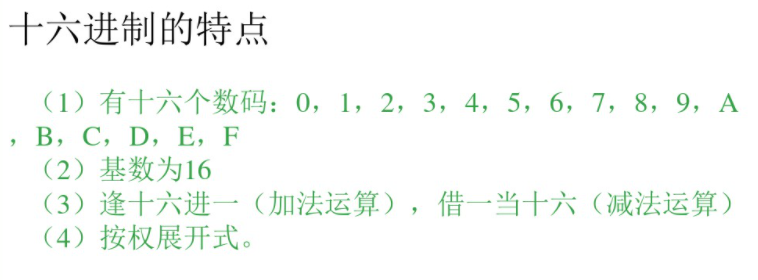 十六进制的特点
（1）有十六个数码：0，1，2，3，4，5，6，7，8，9，A
，B，C，D，E，F
（2）基数为16
（3）逢十六进一（加法运算），借一当十六（减法运算）
（4）按权展开式。